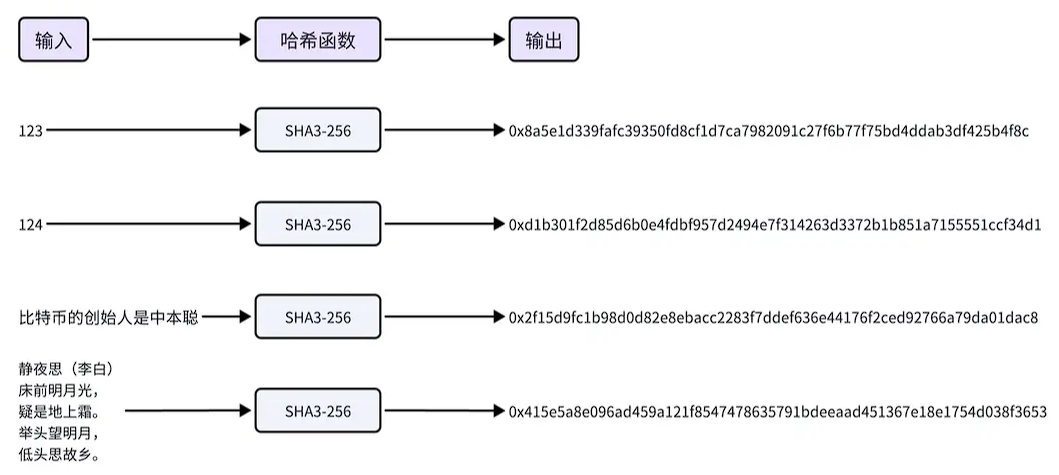 输入 哈希函数 输出
123 SHA3-256 0x8a5e1d339fafc39350fd8cf1d7ca7982091c27f6b77f75bd4ddab3df425b4f8c
124 SHA3-256 0xd1b301f2d85d6b0e4fdbf957d2494e7f314263d3372b1b851a7155551ccf34d1
比特币的创始人是中本聪 SHA3-256 0x2f15d9fc1b98d0d82e8ebacc2283f7ddef636e44176f2ced92766a79da01dac8
静夜思（李白）
床前明月光，
疑是地上霜。 SHA3-256 0x415e5a8e096ad459a121f8547478635791bdeeaad451367e18e1754d038f3653
举头望明月，
低头思故乡。